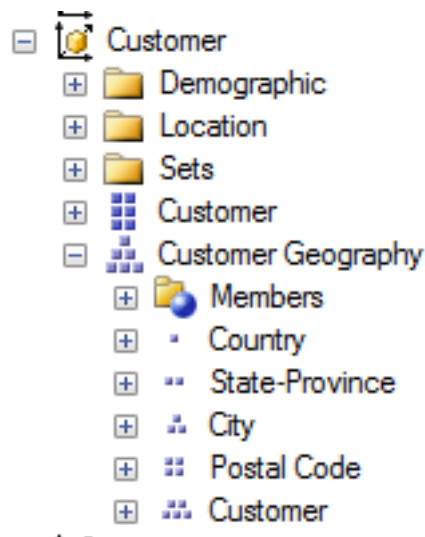 Customer
Demographic
Location
Sets
Customer
Customer Geography
Members
Country
State-Province
City
Postal Code
Customer